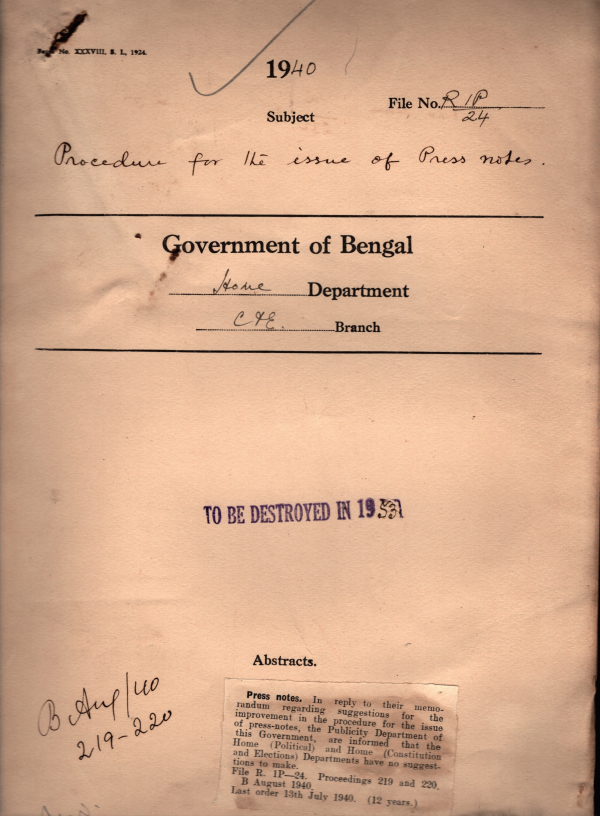 No. XXXVIII, S. I., 1924.
1940
File No. R 1P
24
Subject
Procedure for the issue of Press notes.
Government of Bengal
Home Department
C & E. Branch
TO BE DESTROYED IN 1953
Abstracts.
B Aug/40
219-220
Press notes. In reply to their memo-
randum regarding suggestions for the
improvement in the procedure for the issue
of press-notes, the Publicity Department of
this Government, are informed that the
Home (Political) and Home (Constitution
and Elections) Departments have no suggest-
tions to make.
File R. 1P—24. Proceedings 219 and 220.
B August 1940.
Last order 13th July 1940. (12 years.)